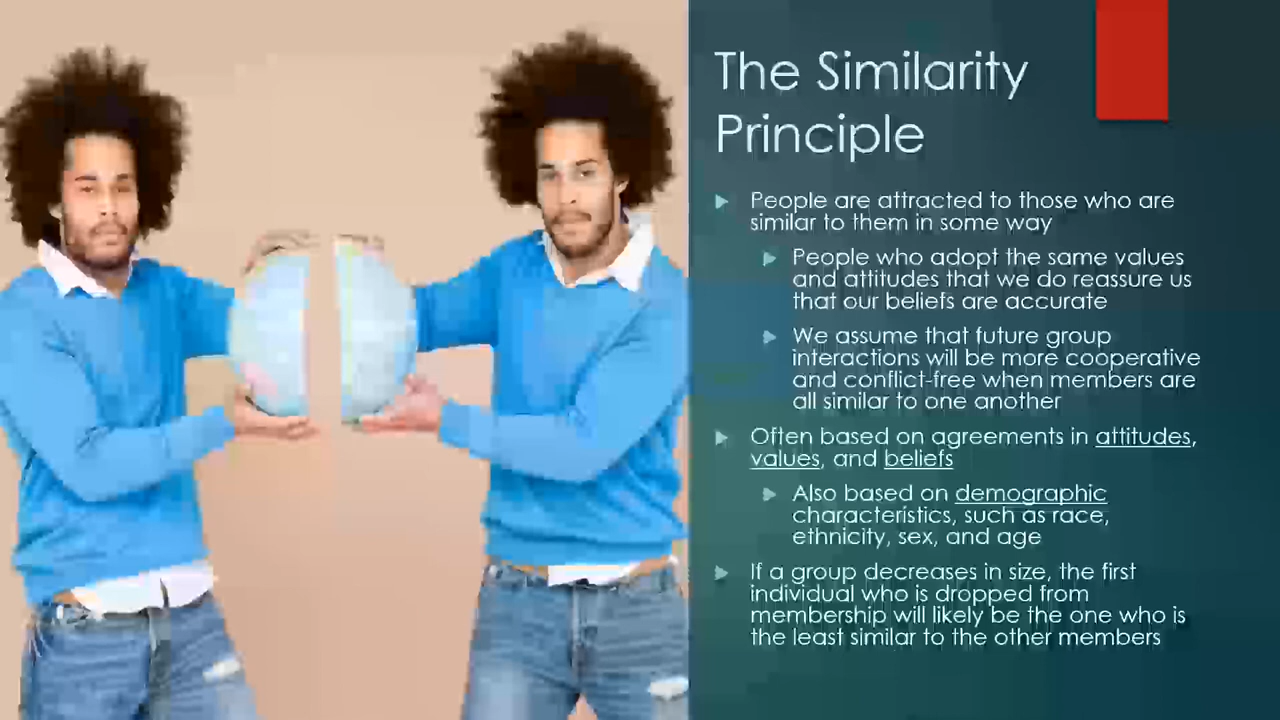 The Similarity
Principle
People are attracted to those who are
similar to them in some way
People who adopt the same values
and attitudes that we do reassure us
that our beliefs are accurate
We assume that future group
interactions will be more cooperative
and conflict-free when members are
all similar to one another
Often based on agreements in attitudes,
values, and beliefs
Also based on demographic
characteristics, such as race,
ethnicity, sex, and age
If a group decreases in size, the first
individual who is dropped from
membership will likely be the one who is
the least similar to the other members